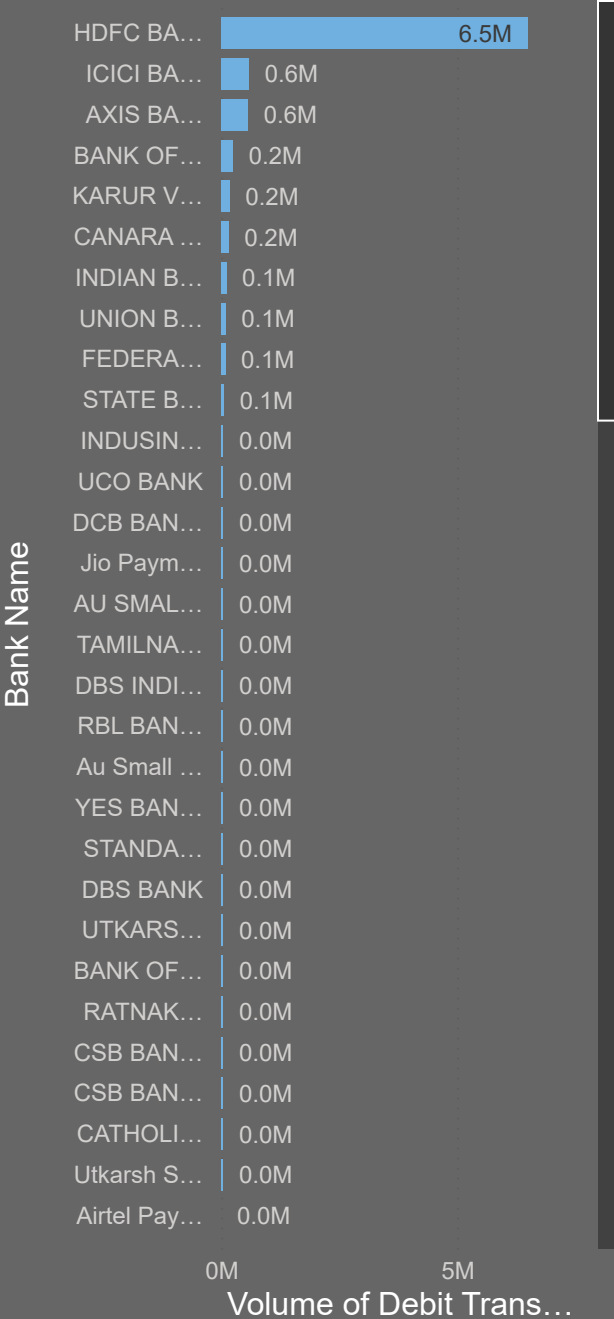 HDFC BA… 6.5M
ICICI BA… 0.6M
AXIS BA… 0.6M
BANK OF… 0.2M
KARUR V… 0.2M
CANARA … 0.2M
INDIAN B… 0.1M
UNION B… 0.1M
FEDERA… 0.1M
STATE B… 0.1M
INDUSIN… 0.0M
UCO BANK 0.0M
DCB BAN… 0.0M
Jio Paym… 0.0M
AU SMAL… 0.0M
TAMILNA… 0.0M
DBS INDI… 0.0M
RBL BAN… 0.0M
Au Small … 0.0M
YES BAN… 0.0M
STANDA… 0.0M
DBS BANK 0.0M
UTKARS… 0.0M
BANK OF… 0.0M
RATNAK… 0.0M
CSB BAN… 0.0M
CSB BAN… 0.0M
CATHOLI… 0.0M
Utkarsh S… 0.0M
Airtel Pay… 0.0M
Bank Name
0M 5M
Volume of Debit Trans…